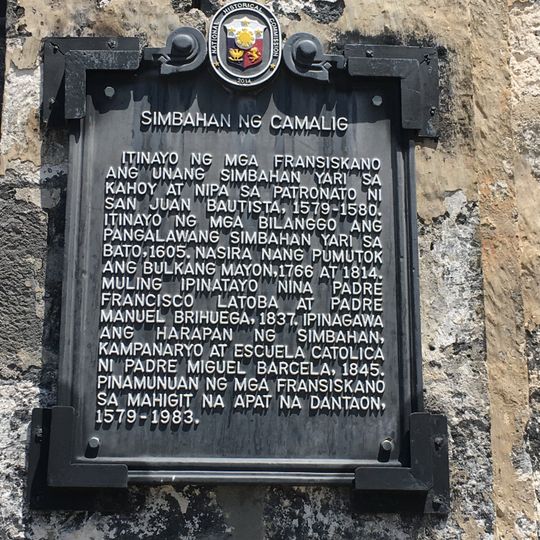 NATIONAL HISTORICAL COMMISSION
2014
SIMBAHAN NG CAMALIG
ITINAYO NG MGA FRANSISKANO
ANG UNANG SIMBAHAN YARI SA
KAHOY AT NIPA SA PATRONATO NI
SAN JUAN BAUTISTA, 1579-1580.
ITINAYO NG MGA BILANGGO ANG
PANGALAWANG SIMBAHAN YARI SA
BATO, 1605. NASIRA NANG PUMUTOK
ANG BULKANG MAYON, 1766 AT 1814.
MULING IPINATAYO NINA PADRE
FRANCISCO LATOBA AT PADRE
MANUEL BRIHUEGA, 1837. IPINAGAWA
ANG HARAPAN NG SIMBAHAN,
KAMPANARYO AT ESCUELA CATOLICA
NI PADRE MIGUEL BARCELA, 1845.
PINAMUNUAN NG MGA FRANSISKANO
SA MAHIGIT NA APAT NA DANTAON,
1579-1983.